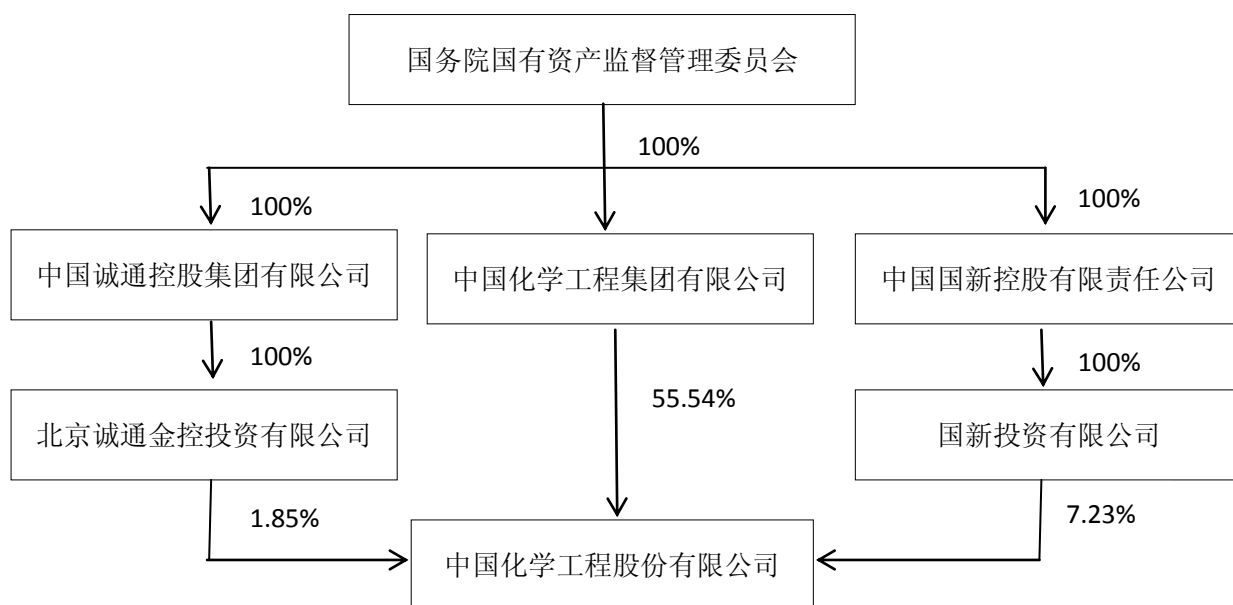 国务院国有资产监督管理委员会
100%
100%
100%
中国诚通控股集团有限公司
中国化学工程集团有限公司
中国国新控股有限责任公司
100%
100%
55.54%
北京诚通金控投资有限公司
国新投资有限公司
1.85%
7.23%
中国化学工程股份有限公司